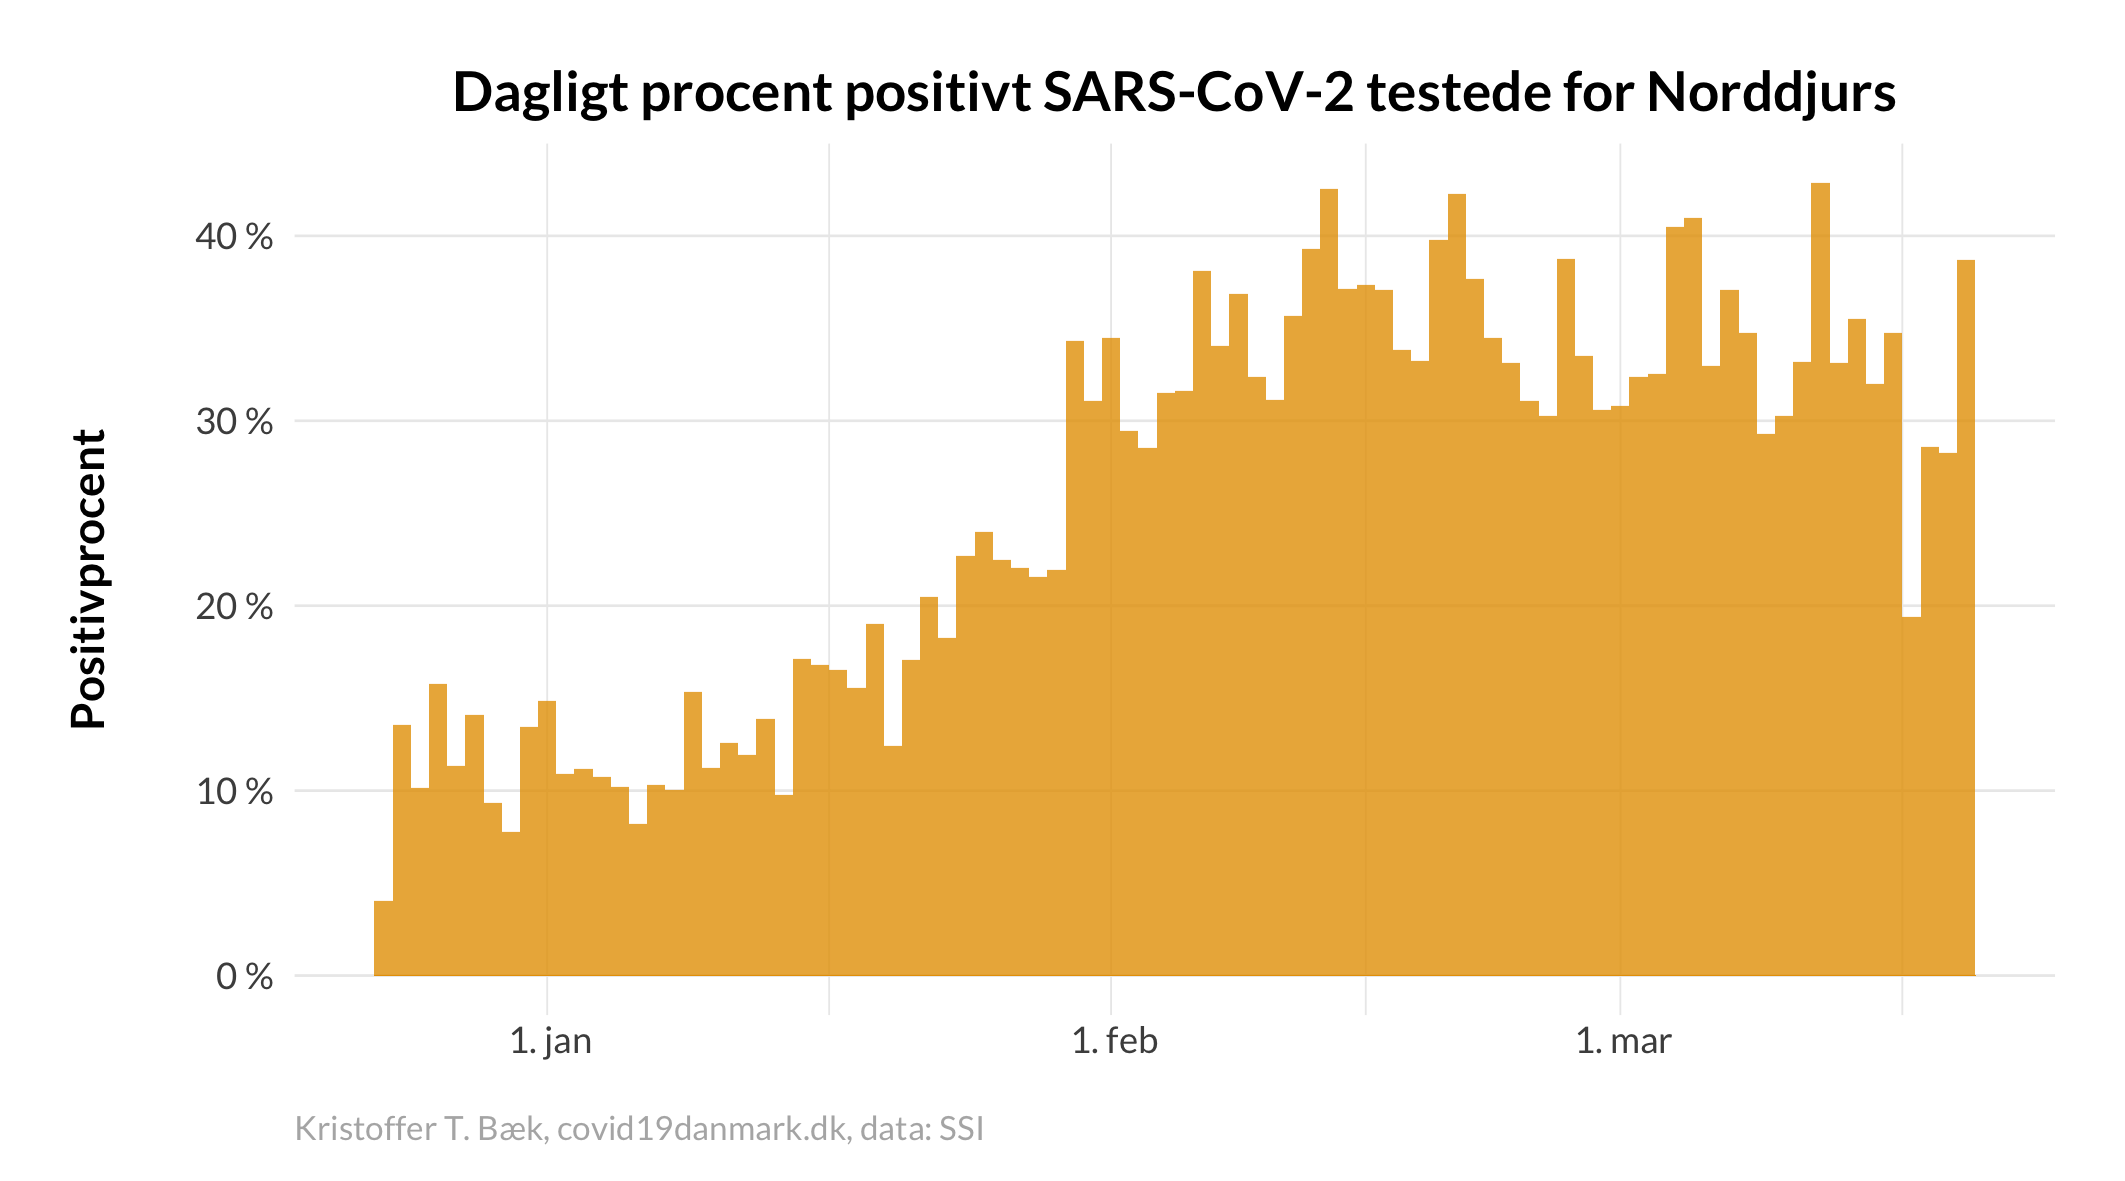 Dagligt procent positivt SARS-CoV-2 testede for Norddjurs
Positivprocent
40 %
30 %
20 %
10 %
0 %
1. jan
1. feb
1. mar
Kristoffer T. Bæk, covid19danmark.dk, data: SSI